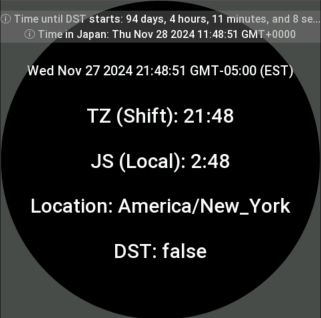 ⓘ Time until DST starts: 94 days, 4 hours, 11 minutes, and 8 se...
ⓘ Time in Japan: Thu Nov 28 2024 11:48:51 GMT+0000
Wed Nov 27 2024 21:48:51 GMT-05:00 (EST)
TZ (Shift): 21:48
JS (Local): 2:48
Location: America/New_York
DST: false